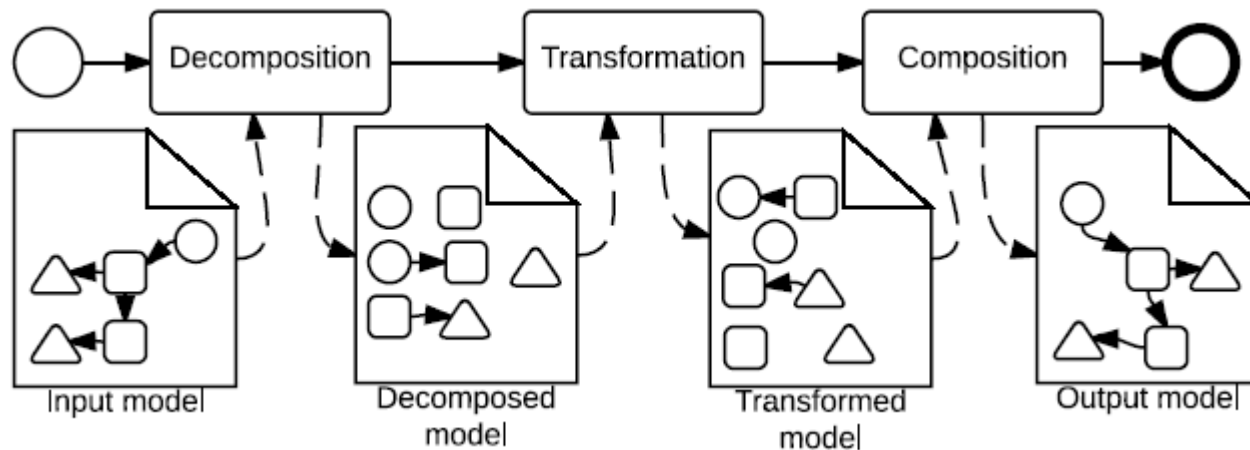 Decomposition
Transformation
Composition
Input model
Decomposed
model
Transformed
model
Output model